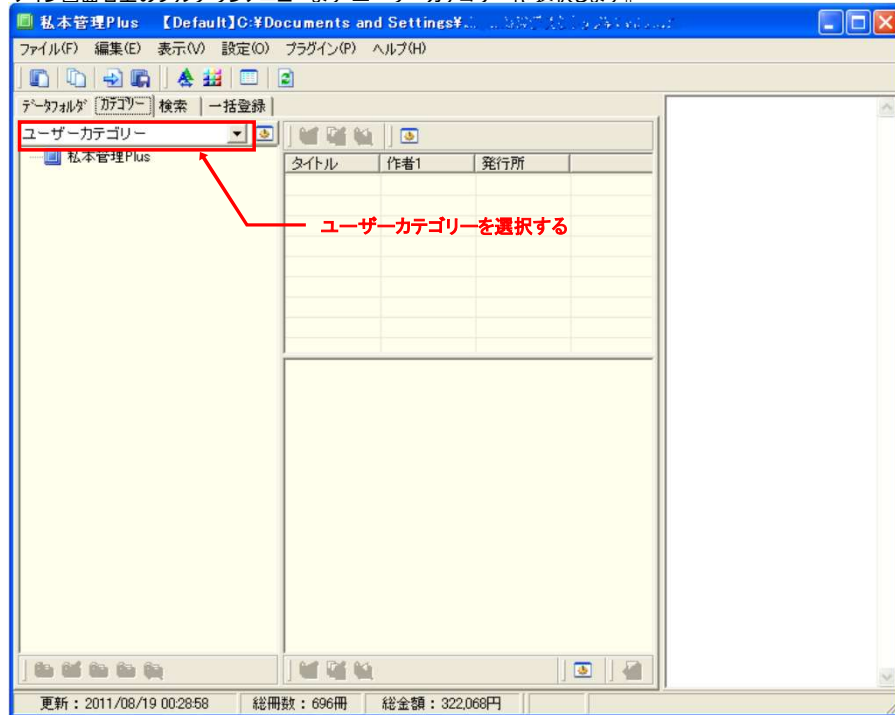 私本管理Plus 【Default】C:¥Documents and Settings¥
ファイル(F) 編集(E) 表示(V) 設定(O) プラグイン(P) ヘルプ(H)
データフォルダ カテゴリー 検索 一括登録
ユーザーカテゴリー
私本管理Plus
タイトル 作者1 発行所
ユーザーカテゴリーを選択する
更新：2011/08/19 00:28:58 総冊数：696冊 総金額：322,068円